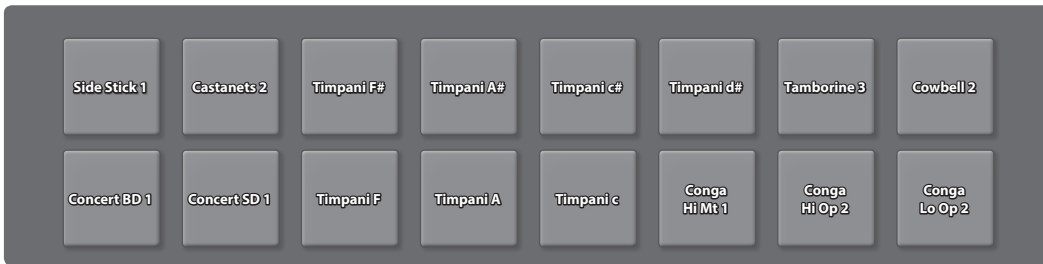 Side Stick 1
Castanets 2
Timpani F#
Timpani A#
Timpani c#
Timpani d#
Tamborine 3
Cowbell 2
Concert BD 1
Concert SD 1
Timpani F
Timpani A
Timpani c
Conga
Hi Mt 1
Conga
Hi Op 2
Conga
Lo Op 2